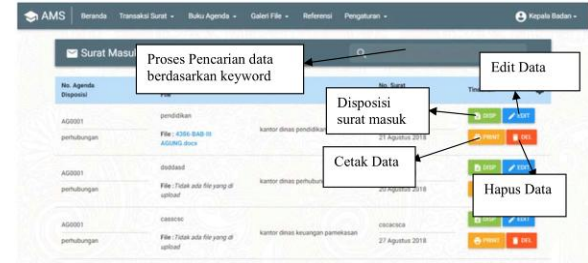 AMS Beranda Transaksi Surat Buku Agenda Galeri File Referensi Pengaturan Kepala Badan
Surat Masuk
Proses Pencarian data
berdasarkan keyword
Edit Data
No. Agenda
Disposisi
File
No. Surat
Disposisi
surat masuk
AG0001
pendidikan
DISP EDIT
perhubungan
File : 4386-BAB III
AGUNG.docx
kantor dinas pendidikan
21 Agustus 2018
PRINT DEL
Cetak Data
Hapus Data
AG0001
dsddasd
DISP
perhubungan
File : Tidak ada file yang di
upload
kantor dinas perhubungan
20 Agustus 2018
AG0001
casscsc
cscacsca
DISP EDIT
perhubungan
File : Tidak ada file yang di
upload
kantor dinas keuangan pamekasan
27 Agustus 2018
PRINT DEL